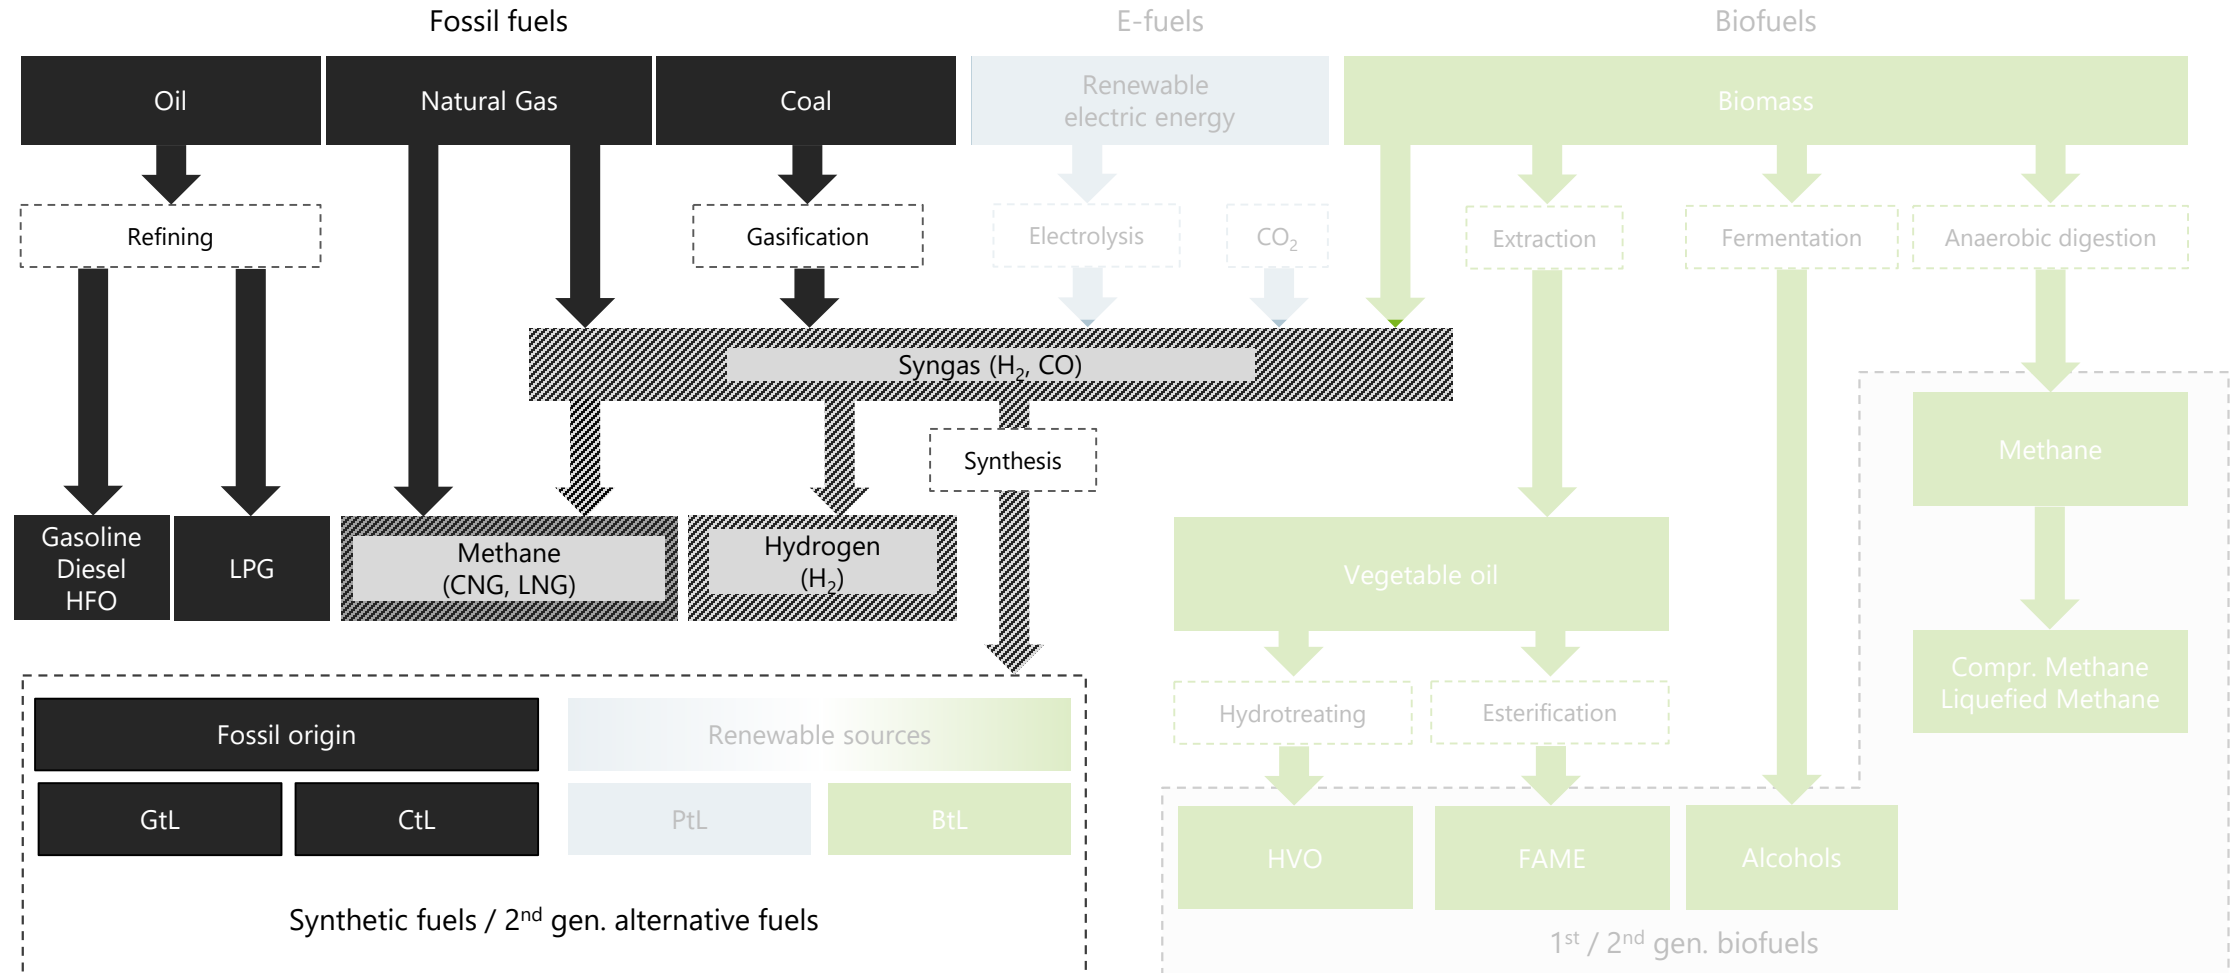 Fossil fuels
E-fuels
Biofuels
Oil
Natural Gas
Coal
Renewable
electric energy
Biomass
Refining
Gasification
Electrolysis
CO₂
Extraction
Fermentation
Anaerobic digestion
Syngas (H₂, CO)
Synthesis
Methane
Gasoline
Diesel
HFO
LPG
Methane
(CNG, LNG)
Hydrogen
(H₂)
Vegetable oil
Compr. Methane
Liquefied Methane
Hydrotreating
Esterification
Fossil origin
Renewable sources
GtL
CtL
PtL
BtL
HVO
FAME
Alcohols
Synthetic fuels / 2nd gen. alternative fuels
1st / 2nd gen. biofuels